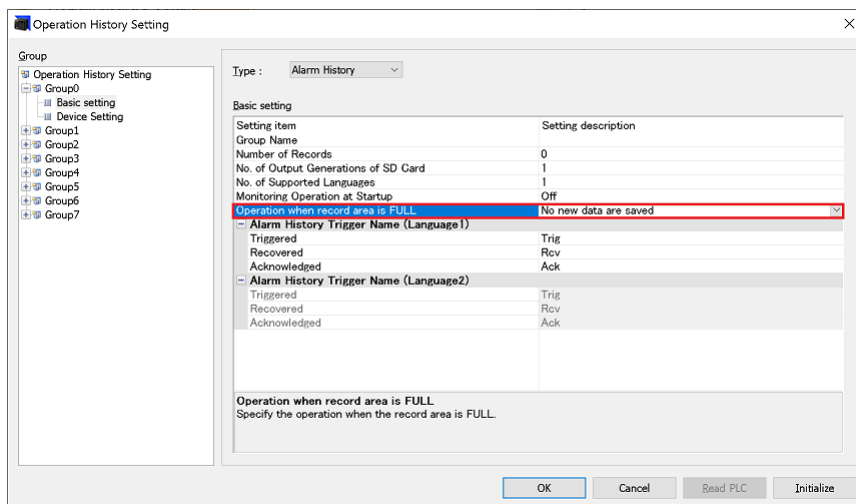 Operation History Setting
Group
Operation History Setting
Group0
Basic setting
Device Setting
Group1
Group2
Group3
Group4
Group5
Group6
Group7
Type : Alarm History
Basic setting
Setting item Setting description
Group Name
Number of Records 0
No. of Output Generations of SD Card 1
No. of Supported Languages 1
Monitoring Operation at Startup Off
Operation when record area is FULL No new data are saved
Alarm History Trigger Name (Language1)
Triggered Trig
Recovered Rcv
Acknowledged Ack
Alarm History Trigger Name (Language2)
Triggered Trig
Recovered Rcv
Acknowledged Ack
Operation when record area is FULL
Specify the operation when the record area is FULL.
OK Cancel Read PLC Initialize